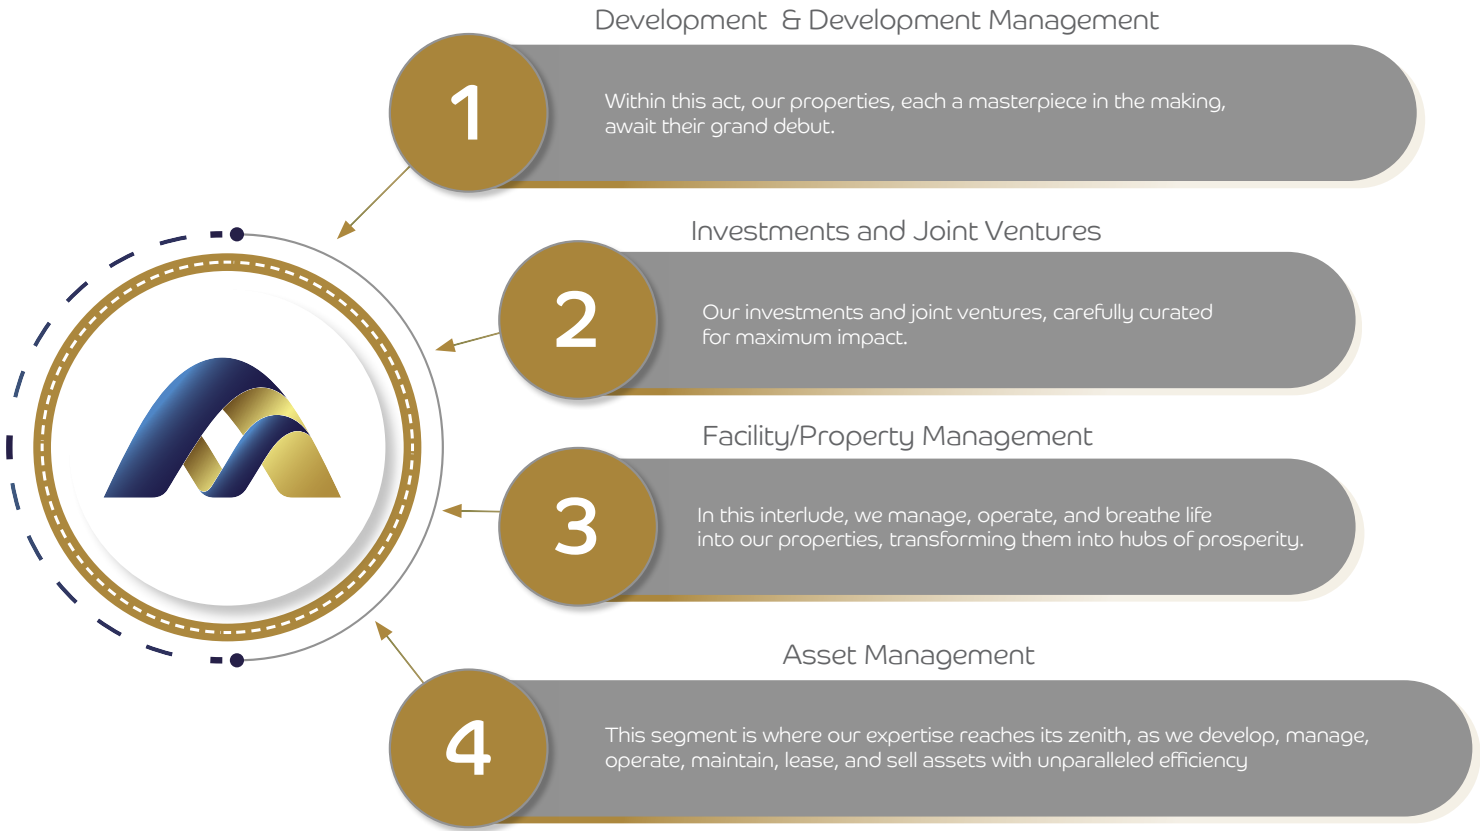 Development & Development Management
1
Within this act, our properties, each a masterpiece in the making,
await their grand debut.
Investments and Joint Ventures
2
Our investments and joint ventures, carefully curated
for maximum impact.
Facility/Property Management
3
In this interlude, we manage, operate, and breathe life
into our properties, transforming them into hubs of prosperity.
Asset Management
4
This segment is where our expertise reaches its zenith, as we develop, manage,
operate, maintain, lease, and sell assets with unparalleled efficiency